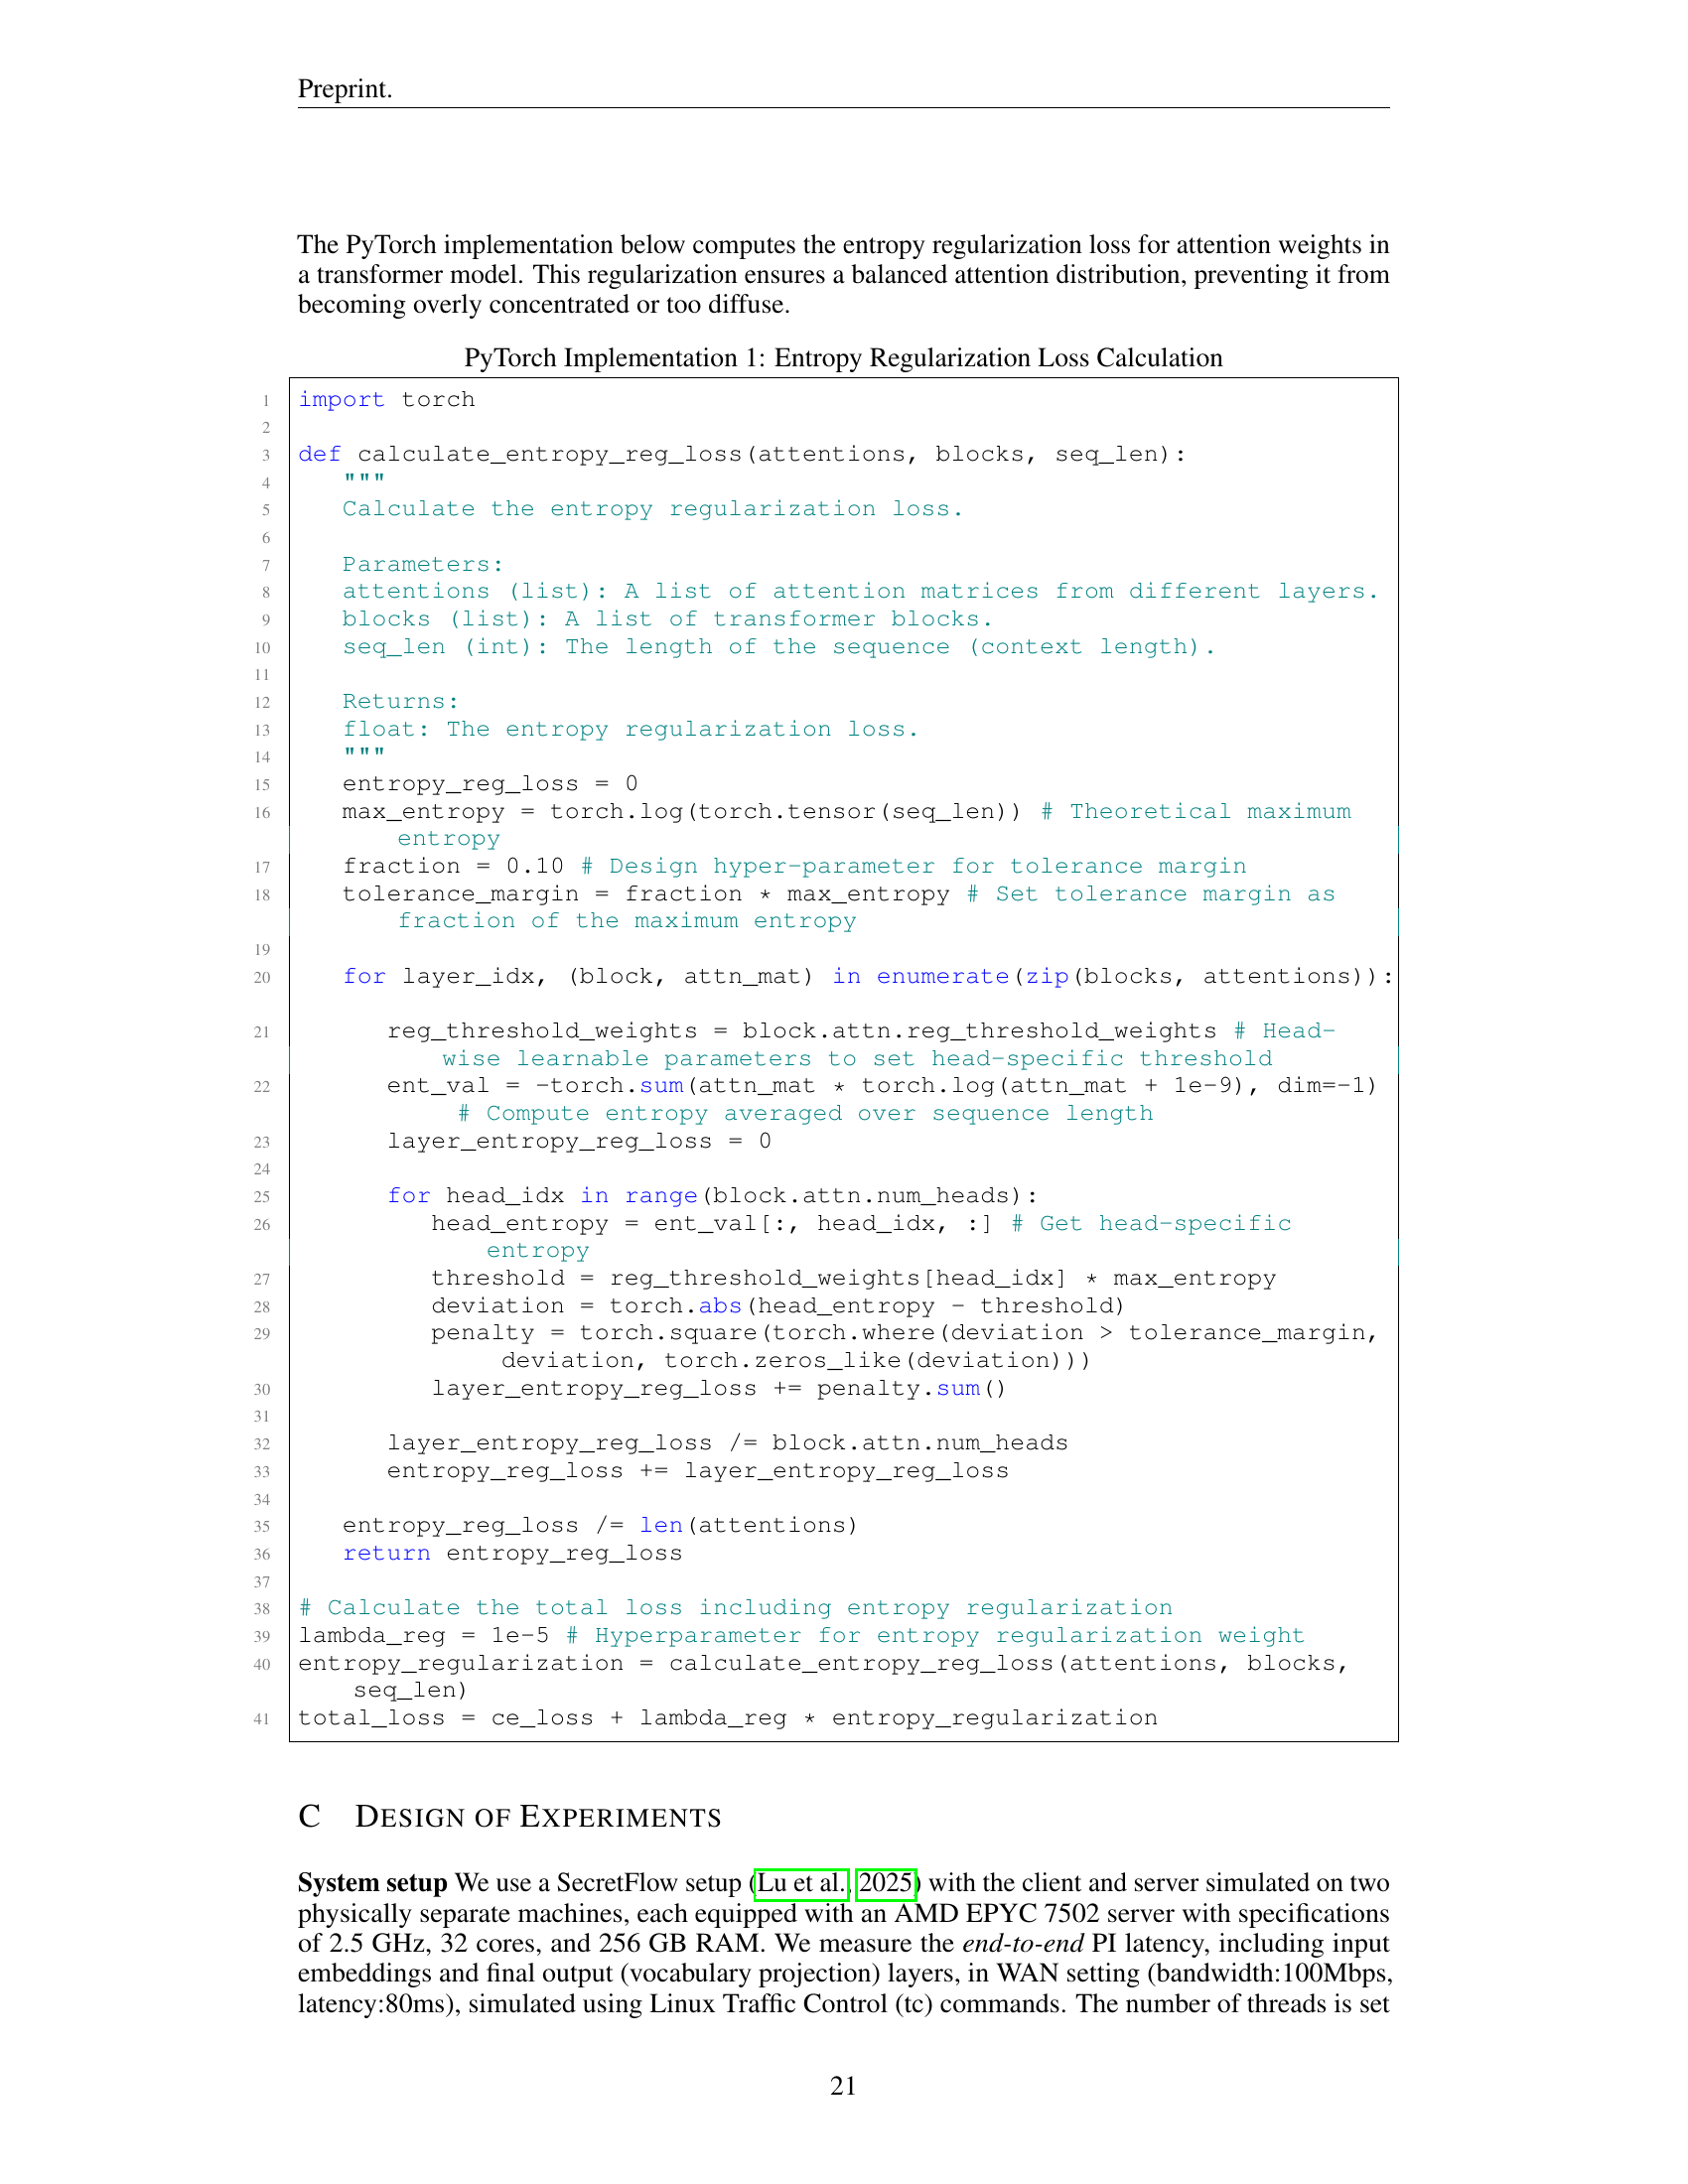 Preprint.
The PyTorch implementation below computes the entropy regularization loss for attention weights in
a transformer model. This regularization ensures a balanced attention distribution, preventing it from
becoming overly concentrated or too diffuse.
PyTorch Implementation 1: Entropy Regularization Loss Calculation
1 import torch
2
3 def calculate_entropy_reg_loss(attentions, blocks, seq_len):
4    """
5    Calculate the entropy regularization loss.
6
7    Parameters:
8    attentions (list): A list of attention matrices from different layers.
9    blocks (list): A list of transformer blocks.
10    seq_len (int): The length of the sequence (context length).
11
12    Returns:
13    float: The entropy regularization loss.
14    """
15    entropy_reg_loss = 0
16    max_entropy = torch.log(torch.tensor(seq_len)) # Theoretical maximum
entropy
17    fraction = 0.10 # Design hyper-parameter for tolerance margin
18    tolerance_margin = fraction * max_entropy # Set tolerance margin as
fraction of the maximum entropy
19
20    for layer_idx, (block, attn_mat) in enumerate(zip(blocks, attentions)):
21       reg_threshold_weights = block.attn.reg_threshold_weights # Head-
wise learnable parameters to set head-specific threshold
22       ent_val = -torch.sum(attn_mat * torch.log(attn_mat + 1e-9), dim=-1)
# Compute entropy averaged over sequence length
23       layer_entropy_reg_loss = 0
24
25       for head_idx in range(block.attn.num_heads):
26          head_entropy = ent_val[:, head_idx, :] # Get head-specific
entropy
27          threshold = reg_threshold_weights[head_idx] * max_entropy
28          deviation = torch.abs(head_entropy - threshold)
29          penalty = torch.square(torch.where(deviation > tolerance_margin,
deviation, torch.zeros_like(deviation)))
30          layer_entropy_reg_loss += penalty.sum()
31
32       layer_entropy_reg_loss /= block.attn.num_heads
33       entropy_reg_loss += layer_entropy_reg_loss
34
35    entropy_reg_loss /= len(attentions)
36    return entropy_reg_loss
37
38 # Calculate the total loss including entropy regularization
39 lambda_reg = 1e-5 # Hyperparameter for entropy regularization weight
40 entropy_regularization = calculate_entropy_reg_loss(attentions, blocks,
seq_len)
41 total_loss = ce_loss + lambda_reg * entropy_regularization
C DESIGN OF EXPERIMENTS
System setup We use a SecretFlow setup (Lu et al., 2025) with the client and server simulated on two
physically separate machines, each equipped with an AMD EPYC 7502 server with specifications
of 2.5 GHz, 32 cores, and 256 GB RAM. We measure the end-to-end PI latency, including input
embeddings and final output (vocabulary projection) layers, in WAN setting (bandwidth:100Mbps,
latency:80ms), simulated using Linux Traffic Control (tc) commands. The number of threads is set
21